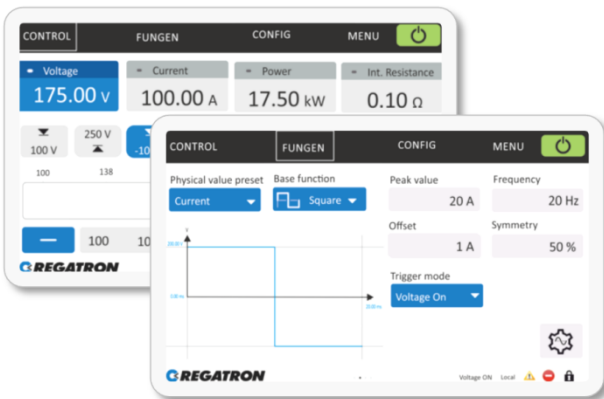 CONTROL FUNGEN CONFIG MENU
Voltage Current Power Int. Resistance
175.00 V 100.00 A 17.50 kW 0.10 Ω
100 V 250 V -10
100 138
100 10
REGATRON
CONTROL FUNGEN CONFIG MENU
Physical value preset Base function Peak value Frequency
Current Square 20 A 20 Hz
Offset Symmetry
1 A 50 %
Trigger mode
Voltage On
REGATRON
Voltage ON Local